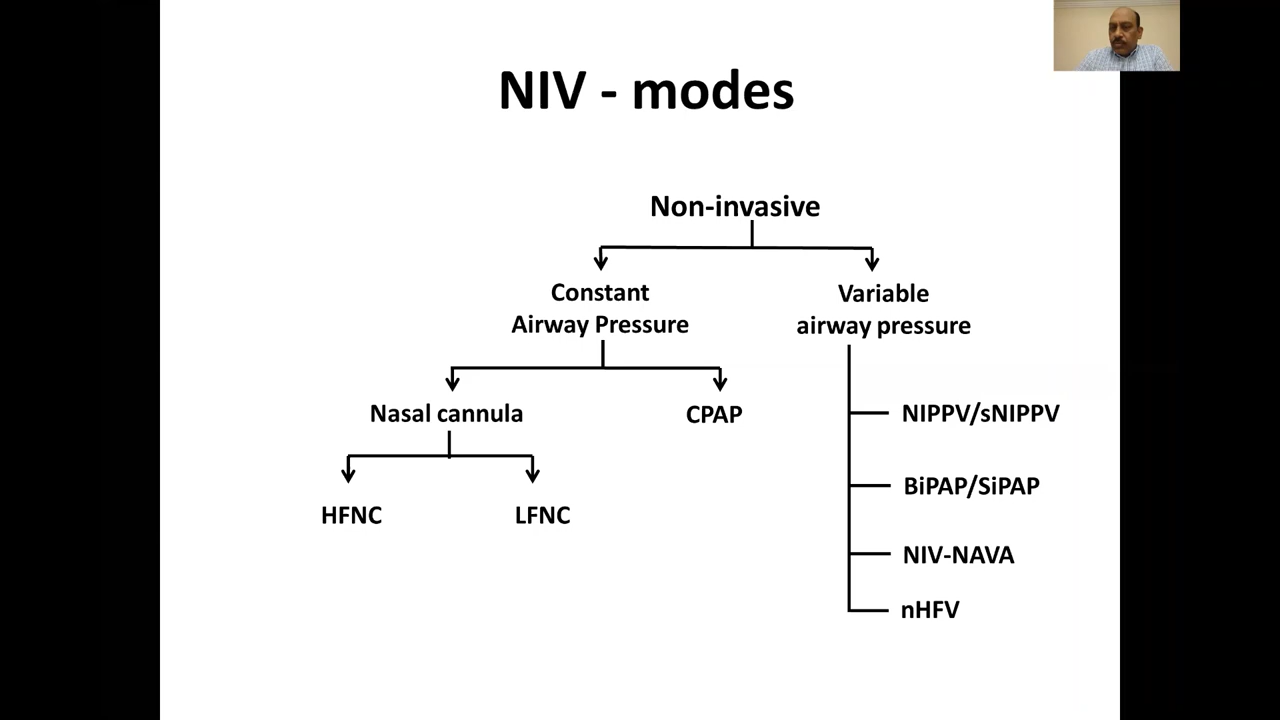 NIV - modes
Non-invasive
Constant
Airway Pressure
Variable
airway pressure
Nasal cannula
CPAP
HFNC
LFNC
NIPPV/sNIPPV
BiPAP/SiPAP
NIV-NAVA
nHFV